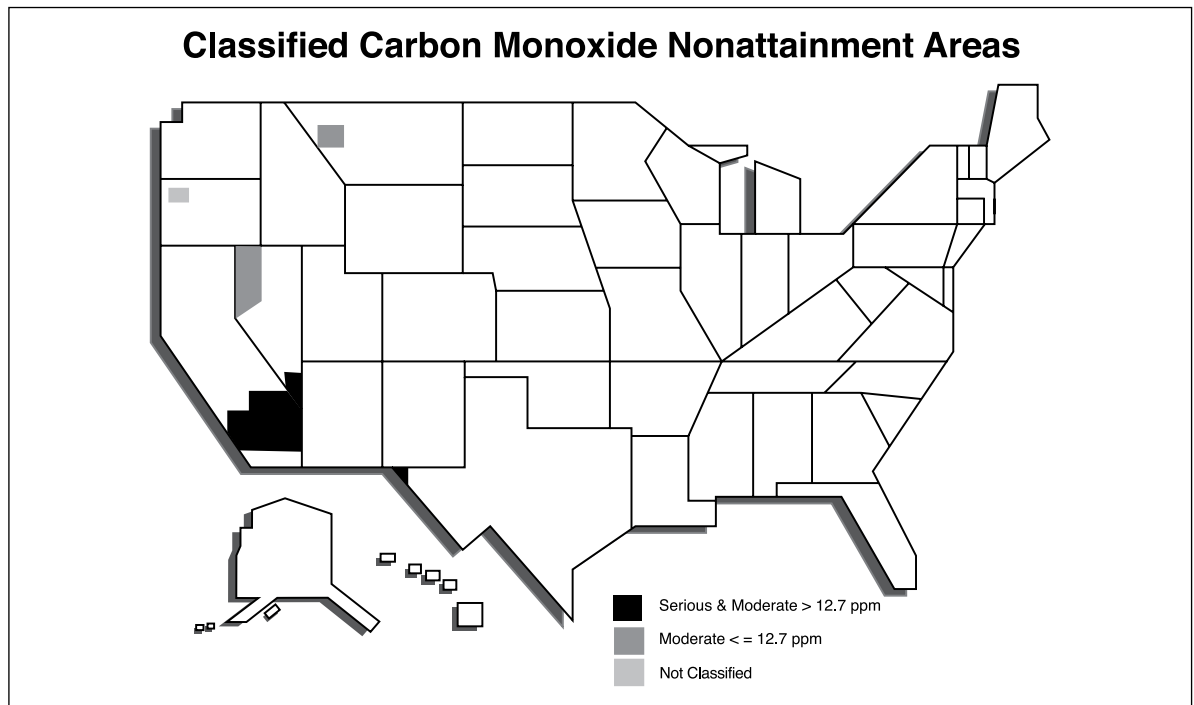 Classified Carbon Monoxide Nonattainment Areas
Serious & Moderate > 12.7 ppm
Moderate < = 12.7 ppm
Not Classified